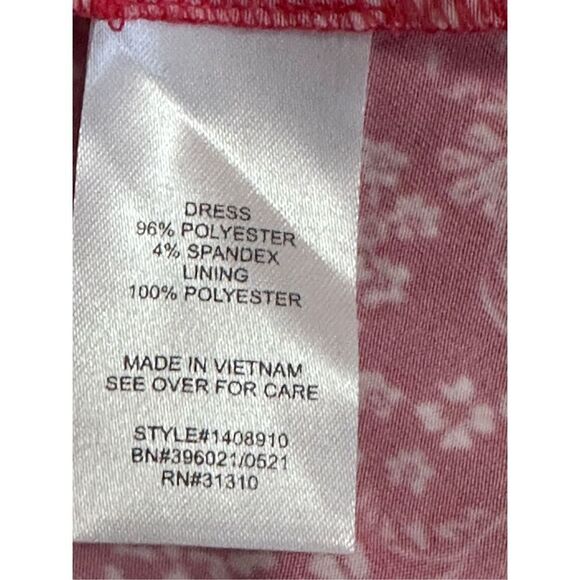 DRESS
96% POLYESTER
4% SPANDEX
LINING
100% POLYESTER
MADE IN VIETNAM
SEE OVER FOR CARE
STYLE#1408910
BN#396021/0521
RN#31310